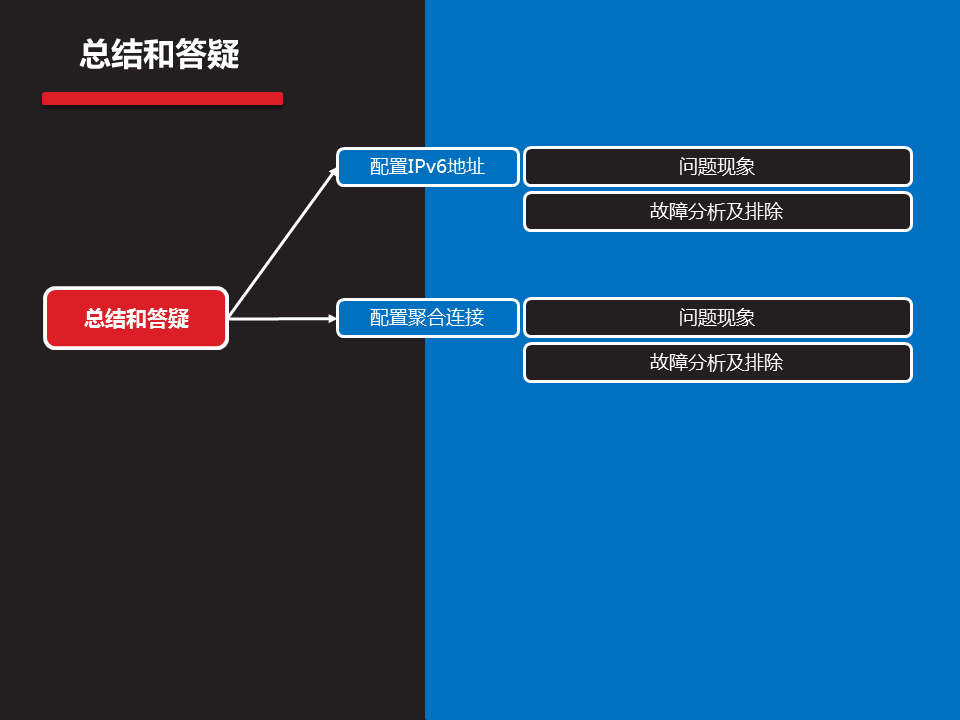 总结和答疑
配置IPv6地址
问题现象
故障分析及排除
总结和答疑
配置聚合连接
问题现象
故障分析及排除